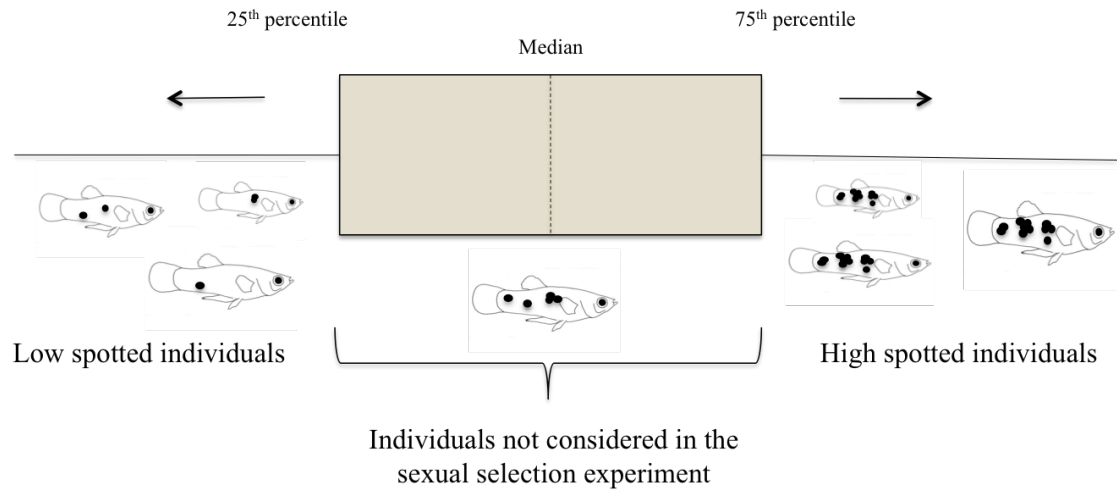 25th percentile
75th percentile
Median
Low spotted individuals
High spotted individuals
Individuals not considered in the
sexual selection experiment